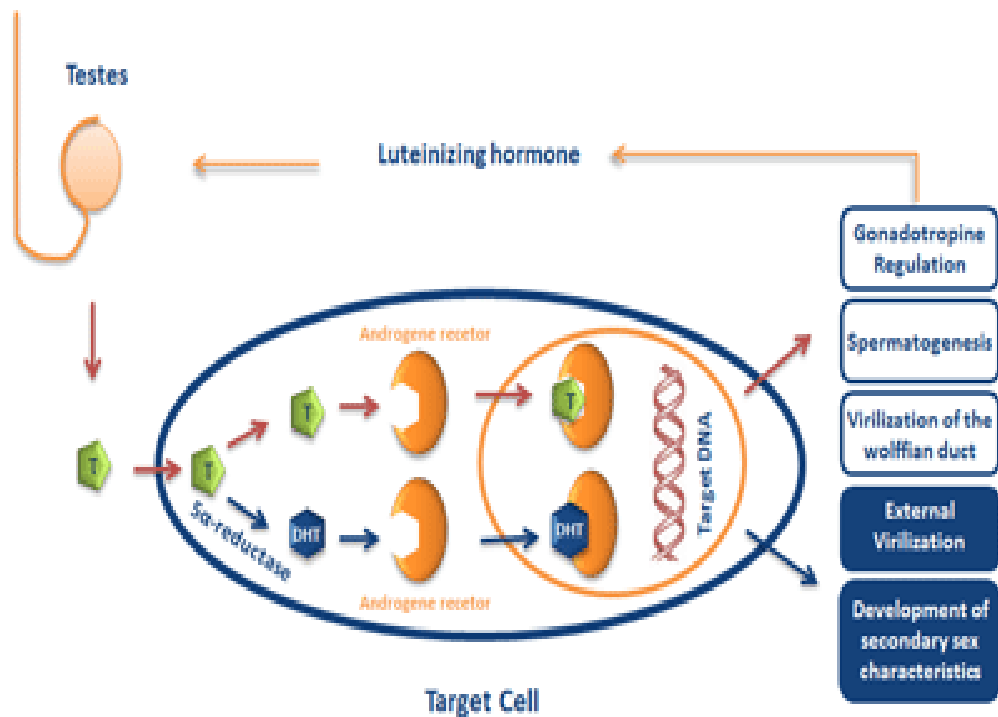 Testes
Luteinizing hormone
Gonadotropine
Regulation
Spermatogenesis
Virilization of the
wolffian duct
External
Virilization
Development of
secondary sex
characteristics
Androgene recetor
T
T
T
T
5α-reductase
DHT
DHT
Target DNA
Androgene recetor
Target Cell